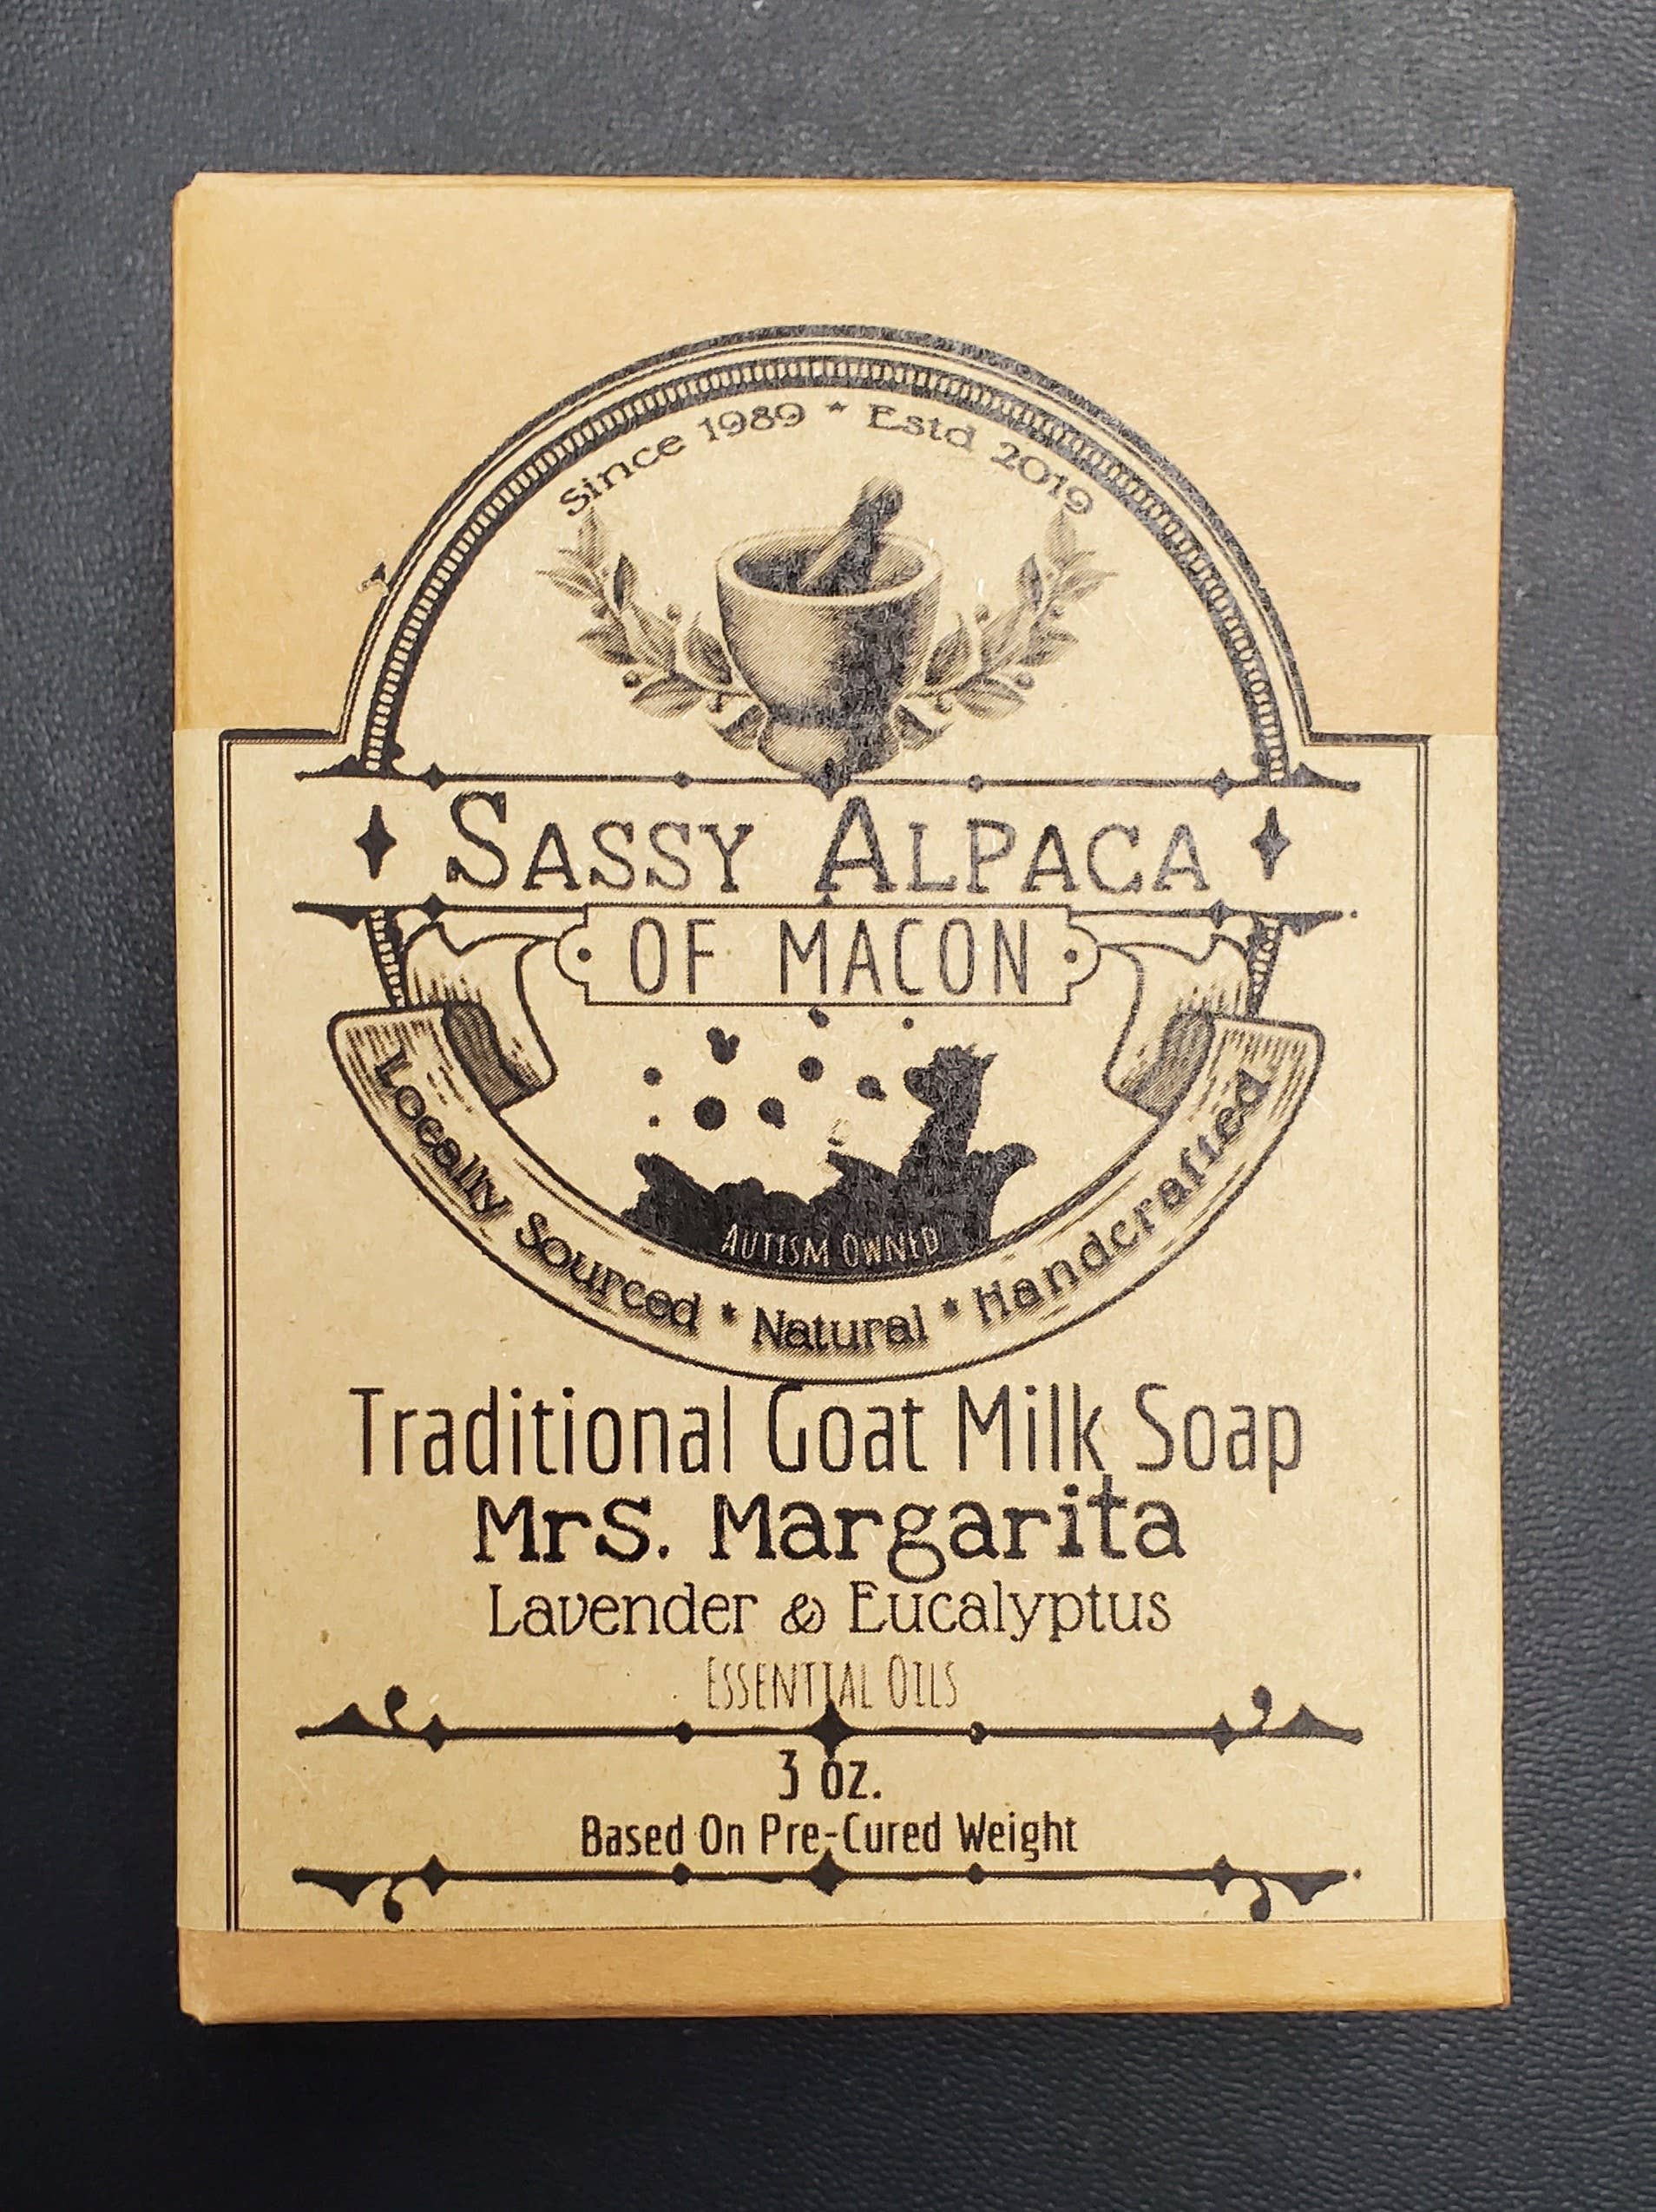 Since 1989 * Estd 2019
SASSY ALPACA
OF MACON
AUTISM OWNED
Locally Sourced * Natural * Handcrafted
Traditional Goat Milk Soap
MrS. Margarita
Lavender & Eucalyptus
ESSENTIAL OILS
3 oz.
Based On Pre-Cured Weight